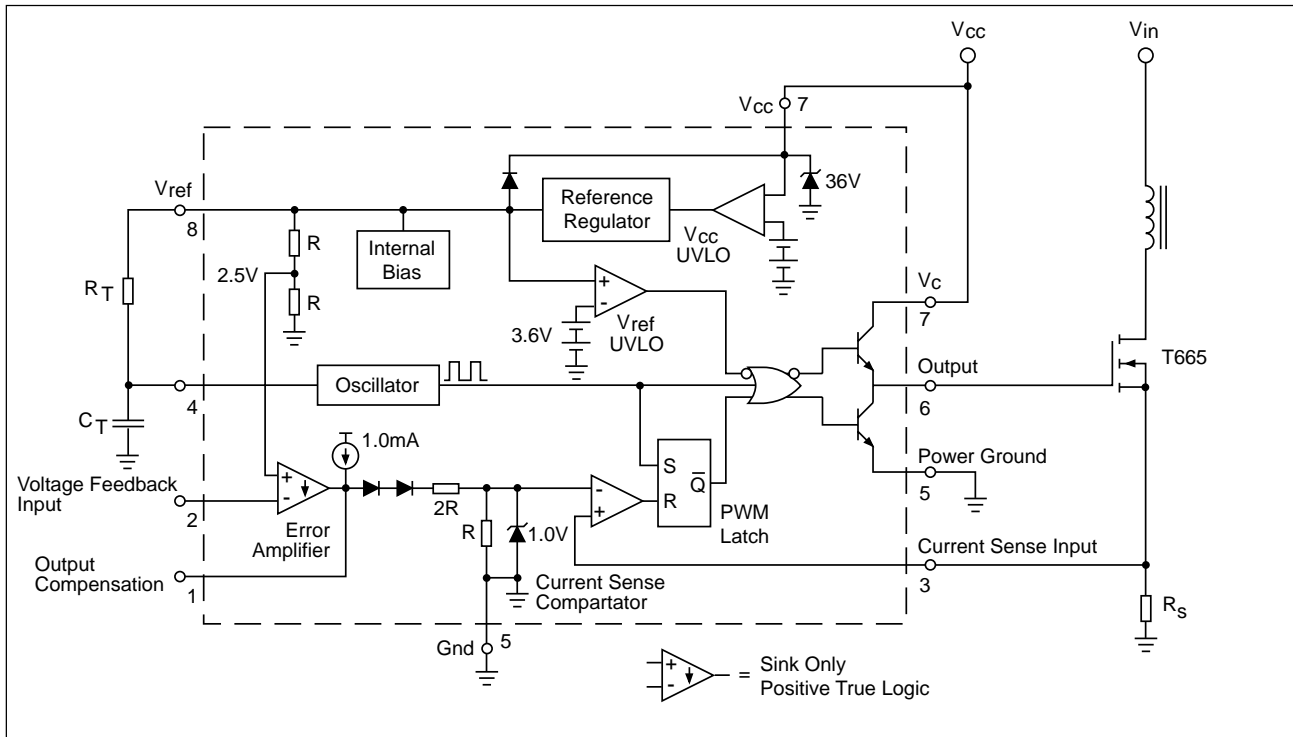 Vcc
Vin
Vcc 7
Vref
8
36V
Reference
Regulator
Vcc
UVLO
R
Internal
Bias
2.5V
R
RT
+
-
3.6V
Vref
UVLO
Vc
7
T665
Oscillator
Output
6
4
CT
1.0mA
Power Ground
5
S
Q
R
PWM
Latch
Voltage Feedback
Input
2
+
-
Error
Amplifier
2R
R
1.0V
-
+
Current Sense Input
3
Output
Compensation
1
Current Sense
Compartator
Rs
Gnd 5
+
-
= Sink Only
Positive True Logic